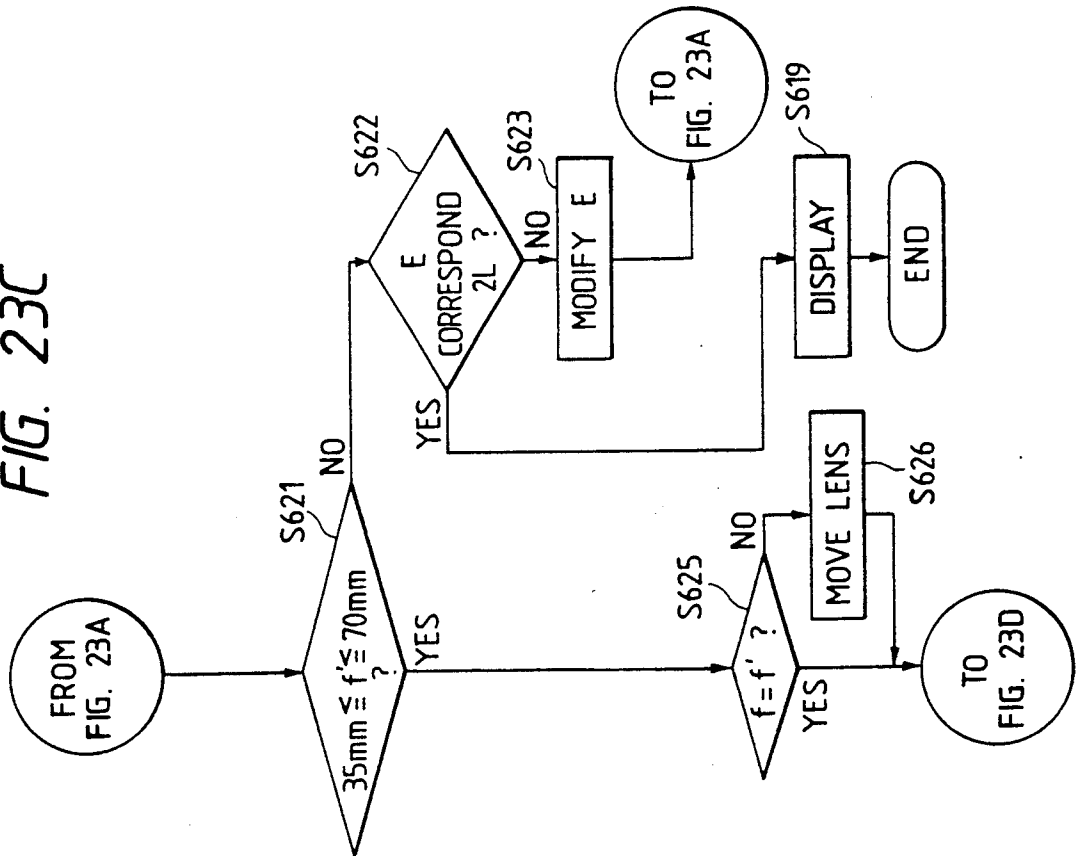 FIG. 23C
FROM
FIG. 23A
S621
35mm ≦ f' ≦ 70mm
?
NO
YES
S622
E
CORRESPOND
2L ?
YES
NO
S623
MODIFY E
TO
FIG. 23A
S625
f = f' ?
NO
YES
MOVE LENS
S626
S619
DISPLAY
END
TO
FIG. 23D